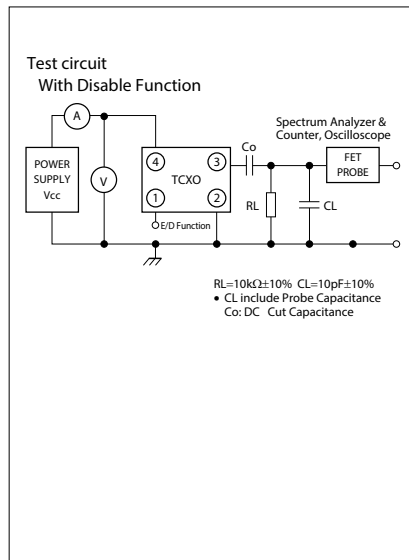 Test circuit
With Disable Function
A
Spectrum Analyzer &
Counter, Oscilloscope
Co
POWER
SUPPLY
Vcc
V
4
3
TCXO
1
2
E/D Function
RL
CL
FET
PROBE
RL=10kΩ±10% CL=10pF±10%
• CL include Probe Capacitance
Co: DC Cut Capacitance